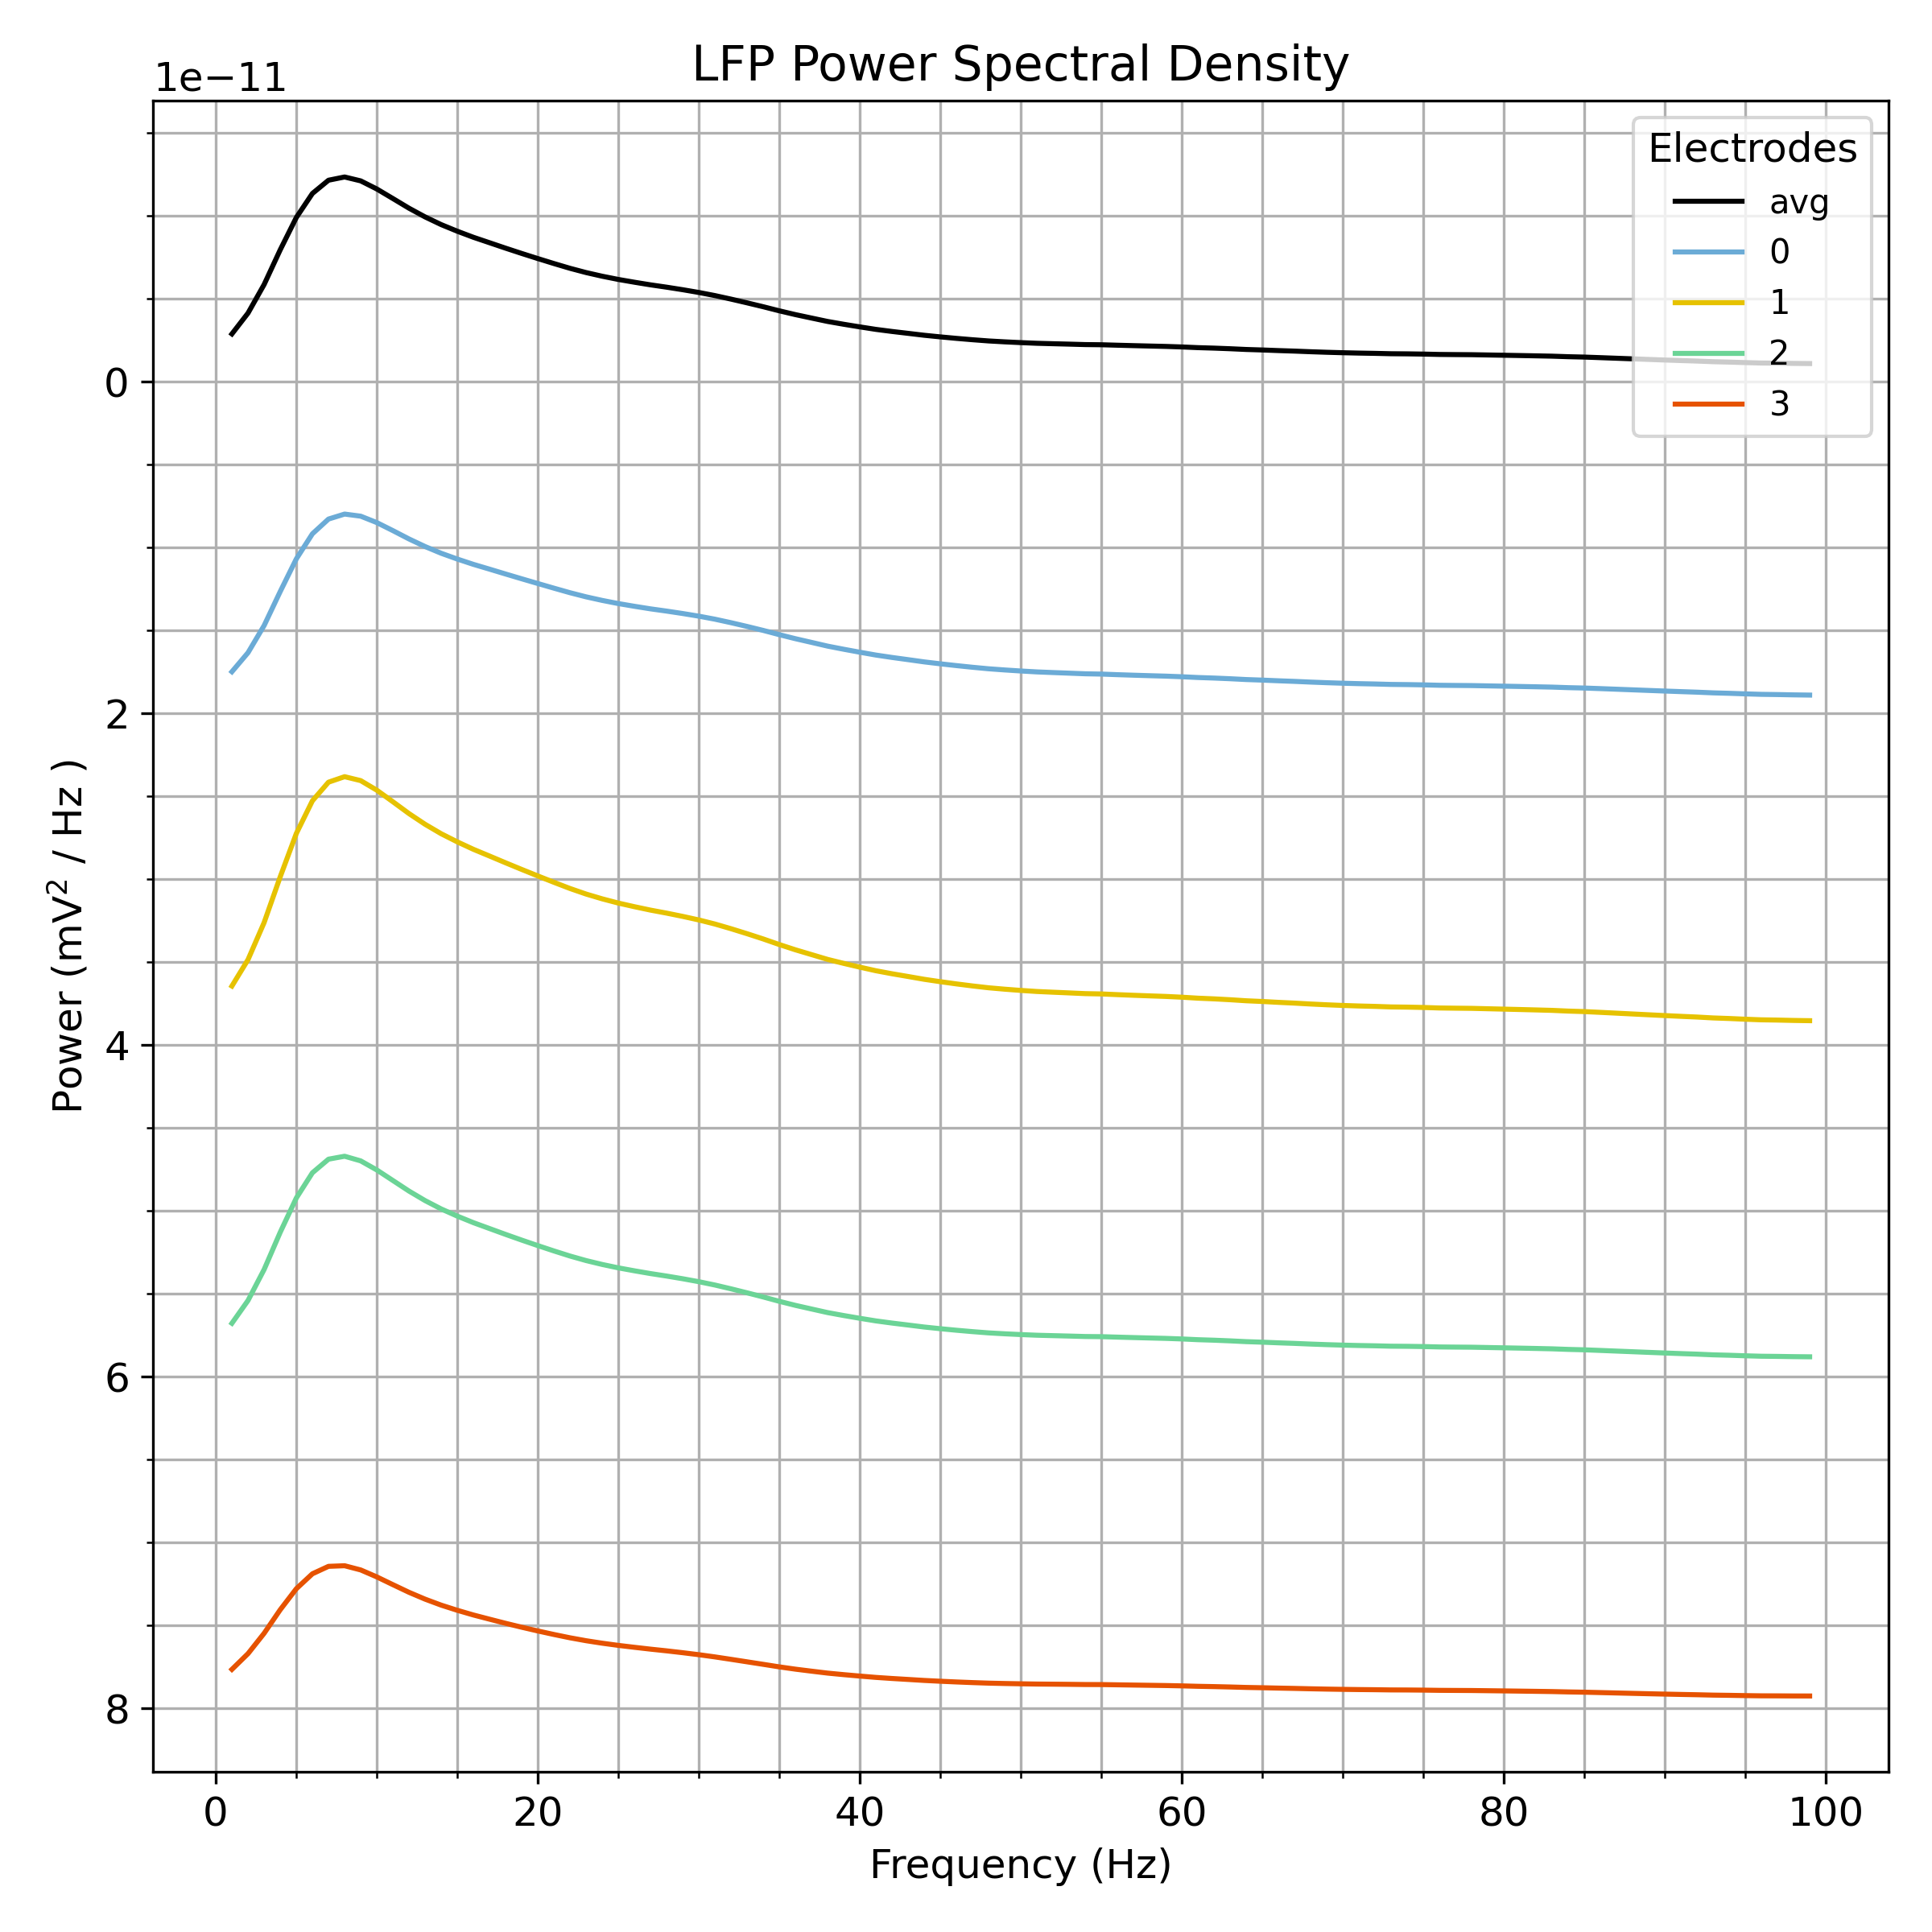 LFP Power Spectral Density
1e−11
Electrodes
avg
0
1
2
3
0
2
4
6
8
Power (mV² / Hz )
0 20 40 60 80 100
Frequency (Hz)